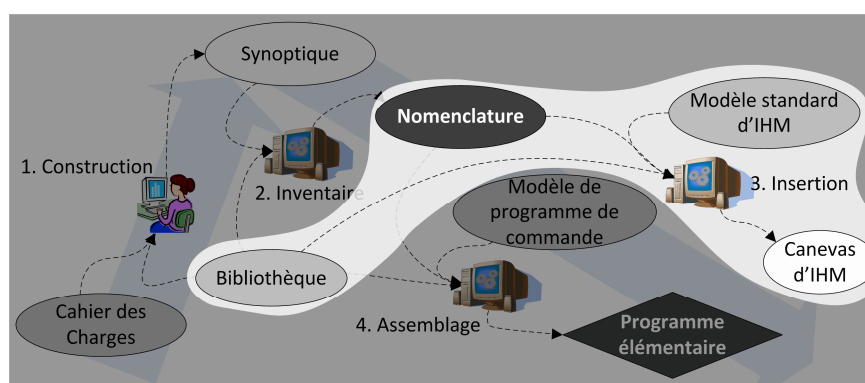 Synoptique
Nomenclature
Modèle standard
d’IHM
1. Construction
2. Inventaire
3. Insertion
Modèle de
programme de
commande
Bibliothèque
Canevas
d’IHM
Cahier des
Charges
4. Assemblage
Programme
élémentaire